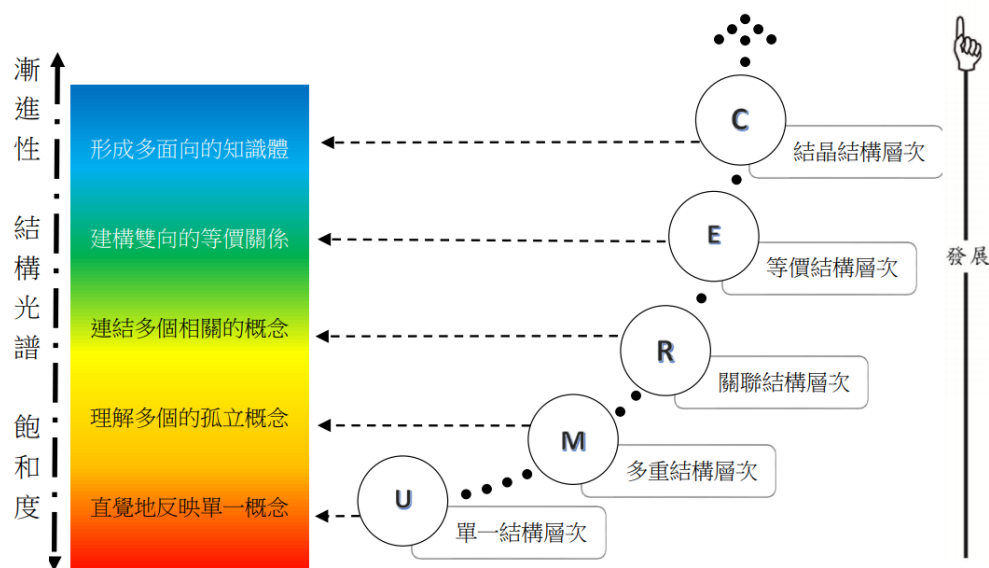 漸進性 結構光譜 飽和度
形成多面向的知識體
建構雙向的等價關係
連結多個相關的概念
理解多個的孤立概念
直覺地反映單一概念
C
結晶結構層次
E
等價結構層次
R
關聯結構層次
M
多重結構層次
U
單一結構層次
發展